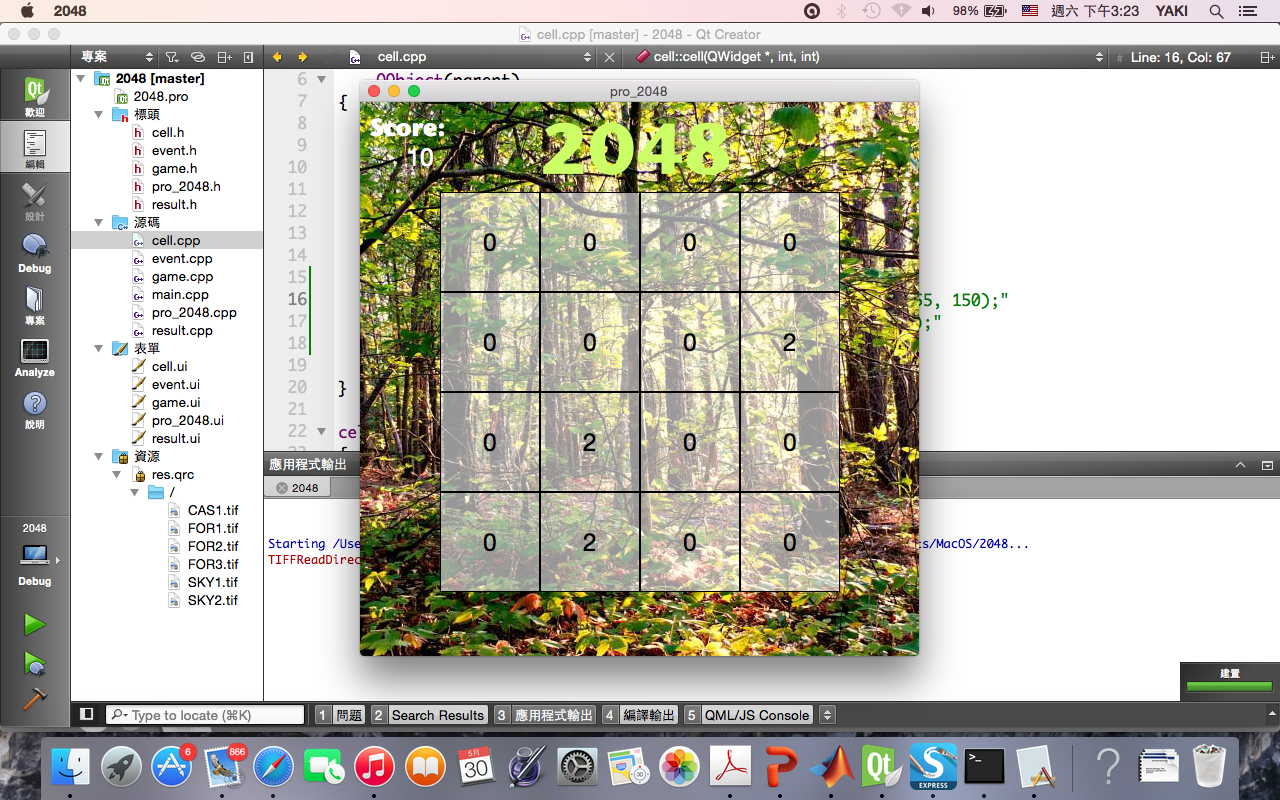 2048
98%
週六 下午3:23
YAKI
cell.cpp [master] - 2048 - Qt Creator
專案
cell.cpp
cell::cell(QWidget *, int, int)
# Line: 16, Col: 67
歡迎
編輯
設計
Debug
專案
Analyze
說明
2048
Debug
2048 [master]
2048.pro
標頭
cell.h
event.h
game.h
pro_2048.h
result.h
源碼
cell.cpp
event.cpp
game.cpp
main.cpp
pro_2048.cpp
result.cpp
表單
cell.ui
event.ui
game.ui
pro_2048.ui
result.ui
資源
res.qrc
/
CAS1.tif
FOR1.tif
FOR2.tif
FOR3.tif
SKY1.tif
SKY2.tif
6 QObject(parent)
7 {
8
9
10
11
12
13
14
15
16 55, 150);"
17 ;"
18
19
20 }
21
22 ce
{
pro_2048
Score:
10
2048
0 0 0 0
0 0 0 2
0 2 0 0
0 2 0 0
應用程式輸出
2048
Starting /Use
s/MacOS/2048...
TIFFReadDirec
建置
Type to locate (⌘K)
1 問題
2 Search Results
3 應用程式輸出
4 編譯輸出
5 QML/JS Console
6
866
5月
30
Qt
S
EXPRESS
>_
?